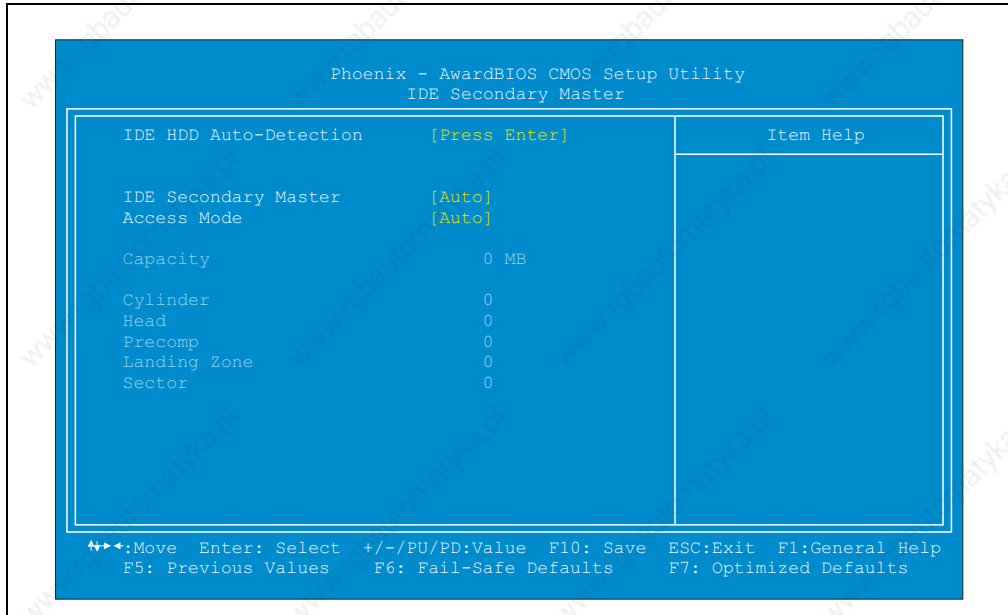 Phoenix - AwardBIOS CMOS Setup Utility
IDE Secondary Master
IDE HDD Auto-Detection [Press Enter]
Item Help
IDE Secondary Master [Auto]
Access Mode [Auto]
Capacity 0 MB
Cylinder 0
Head 0
Precomp 0
Landing Zone 0
Sector 0
:Move Enter: Select +/-/PU/PD:Value F10: Save ESC:Exit F1:General Help
F5: Previous Values F6: Fail-Safe Defaults F7: Optimized Defaults
www.rgbautomatyka.pl